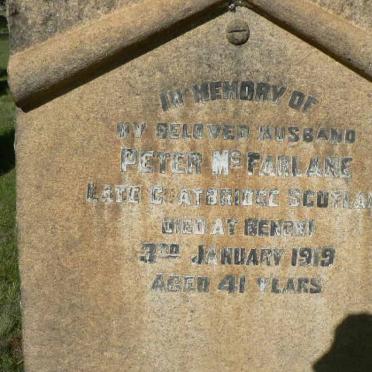 IN MEMORY OF
MY BELOVED HUSBAND
PETER McFARLANE
LATE COATBRIDGE SCOTLAN
DIED AT BENONI
3RD JANUARY 1919
AGED 41 YEARS